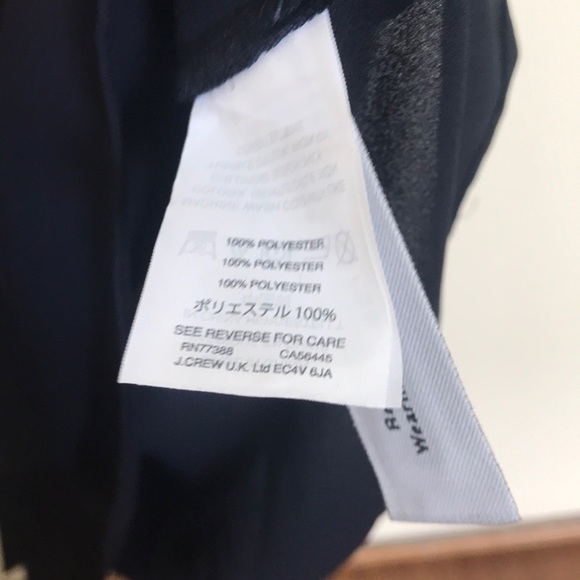 100% POLYESTER
100% POLYESTER
100% POLYESTER
ポリエステル 100%
SEE REVERSE FOR CARE
RN77388 CA56445
J.CREW U.K. Ltd EC4V 6JA